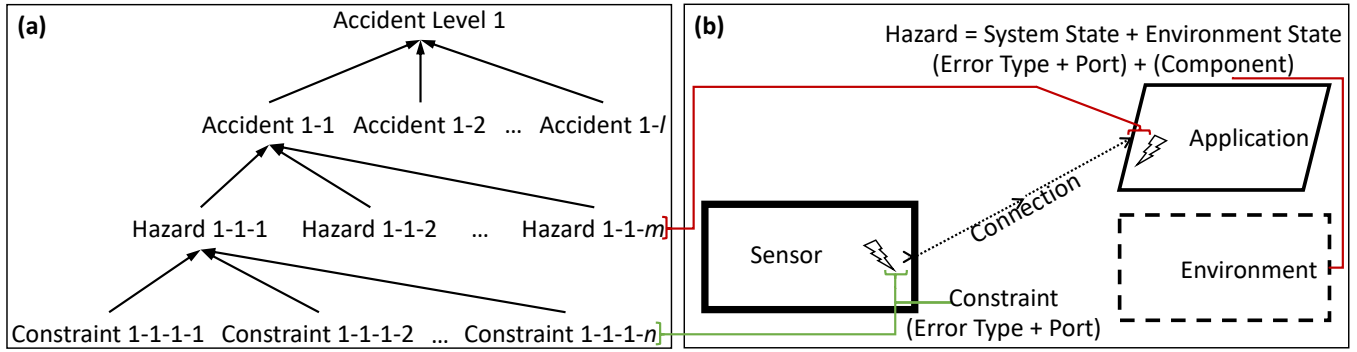 (a)
Accident Level 1
Accident 1-1 Accident 1-2 ... Accident 1-l
Hazard 1-1-1 Hazard 1-1-2 ... Hazard 1-1-m
Constraint 1-1-1-1 Constraint 1-1-1-2 ... Constraint 1-1-1-n
(b)
Hazard = System State + Environment State
(Error Type + Port) + (Component)
Application
Connection
Sensor
Environment
Constraint
(Error Type + Port)